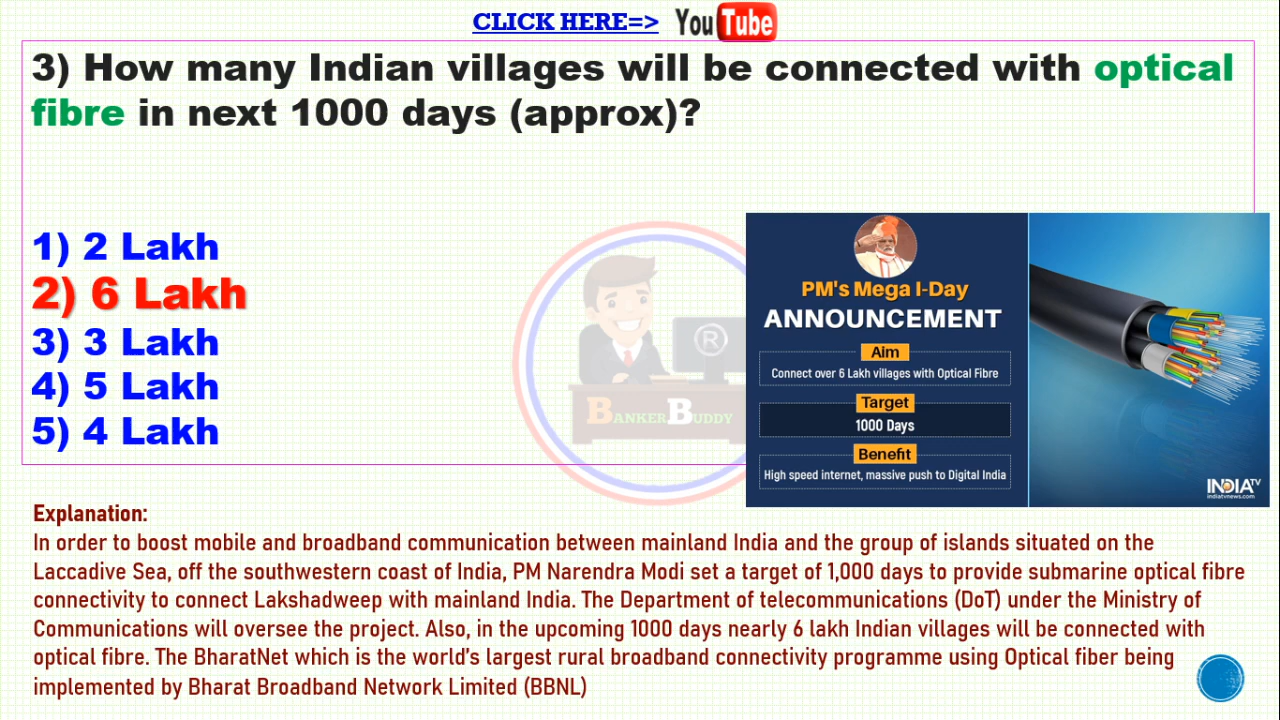 CLICK HERE=> YouTube
3) How many Indian villages will be connected with optical
fibre in next 1000 days (approx)?
1) 2 Lakh
2) 6 Lakh
3) 3 Lakh
4) 5 Lakh
5) 4 Lakh
®
BANKERBUDDY
PM's Mega I-Day
ANNOUNCEMENT
Aim
Connect over 6 Lakh villages with Optical Fibre
Target
1000 Days
Benefit
High speed internet, massive push to Digital India
INDIA TV
indiatvnews.com
Explanation:
In order to boost mobile and broadband communication between mainland India and the group of islands situated on the
Laccadive Sea, off the southwestern coast of India, PM Narendra Modi set a target of 1,000 days to provide submarine optical fibre
connectivity to connect Lakshadweep with mainland India. The Department of telecommunications (DoT) under the Ministry of
Communications will oversee the project. Also, in the upcoming 1000 days nearly 6 lakh Indian villages will be connected with
optical fibre. The BharatNet which is the world's largest rural broadband connectivity programme using Optical fiber being
implemented by Bharat Broadband Network Limited (BBNL)